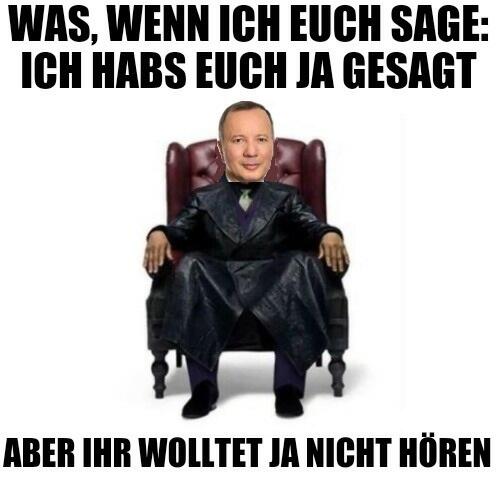 WAS, WENN ICH EUCH SAGE:
ICH HABS EUCH JA GESAGT
ABER IHR WOLLTET JA NICHT HÖREN